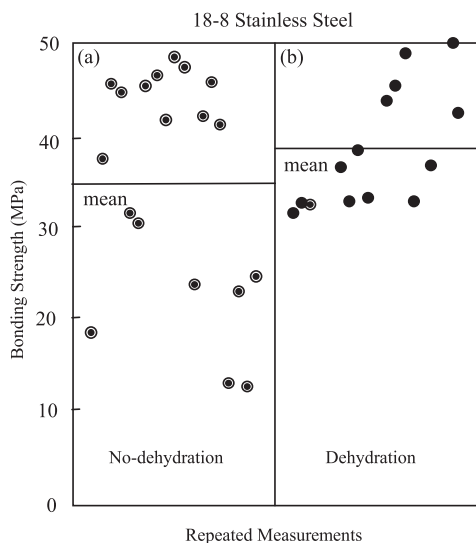 18-8 Stainless Steel
50
(a)
(b)
40
mean
mean
30
Bonding Strength (MPa)
20
10
No-dehydration
Dehydration
0
Repeated Measurements